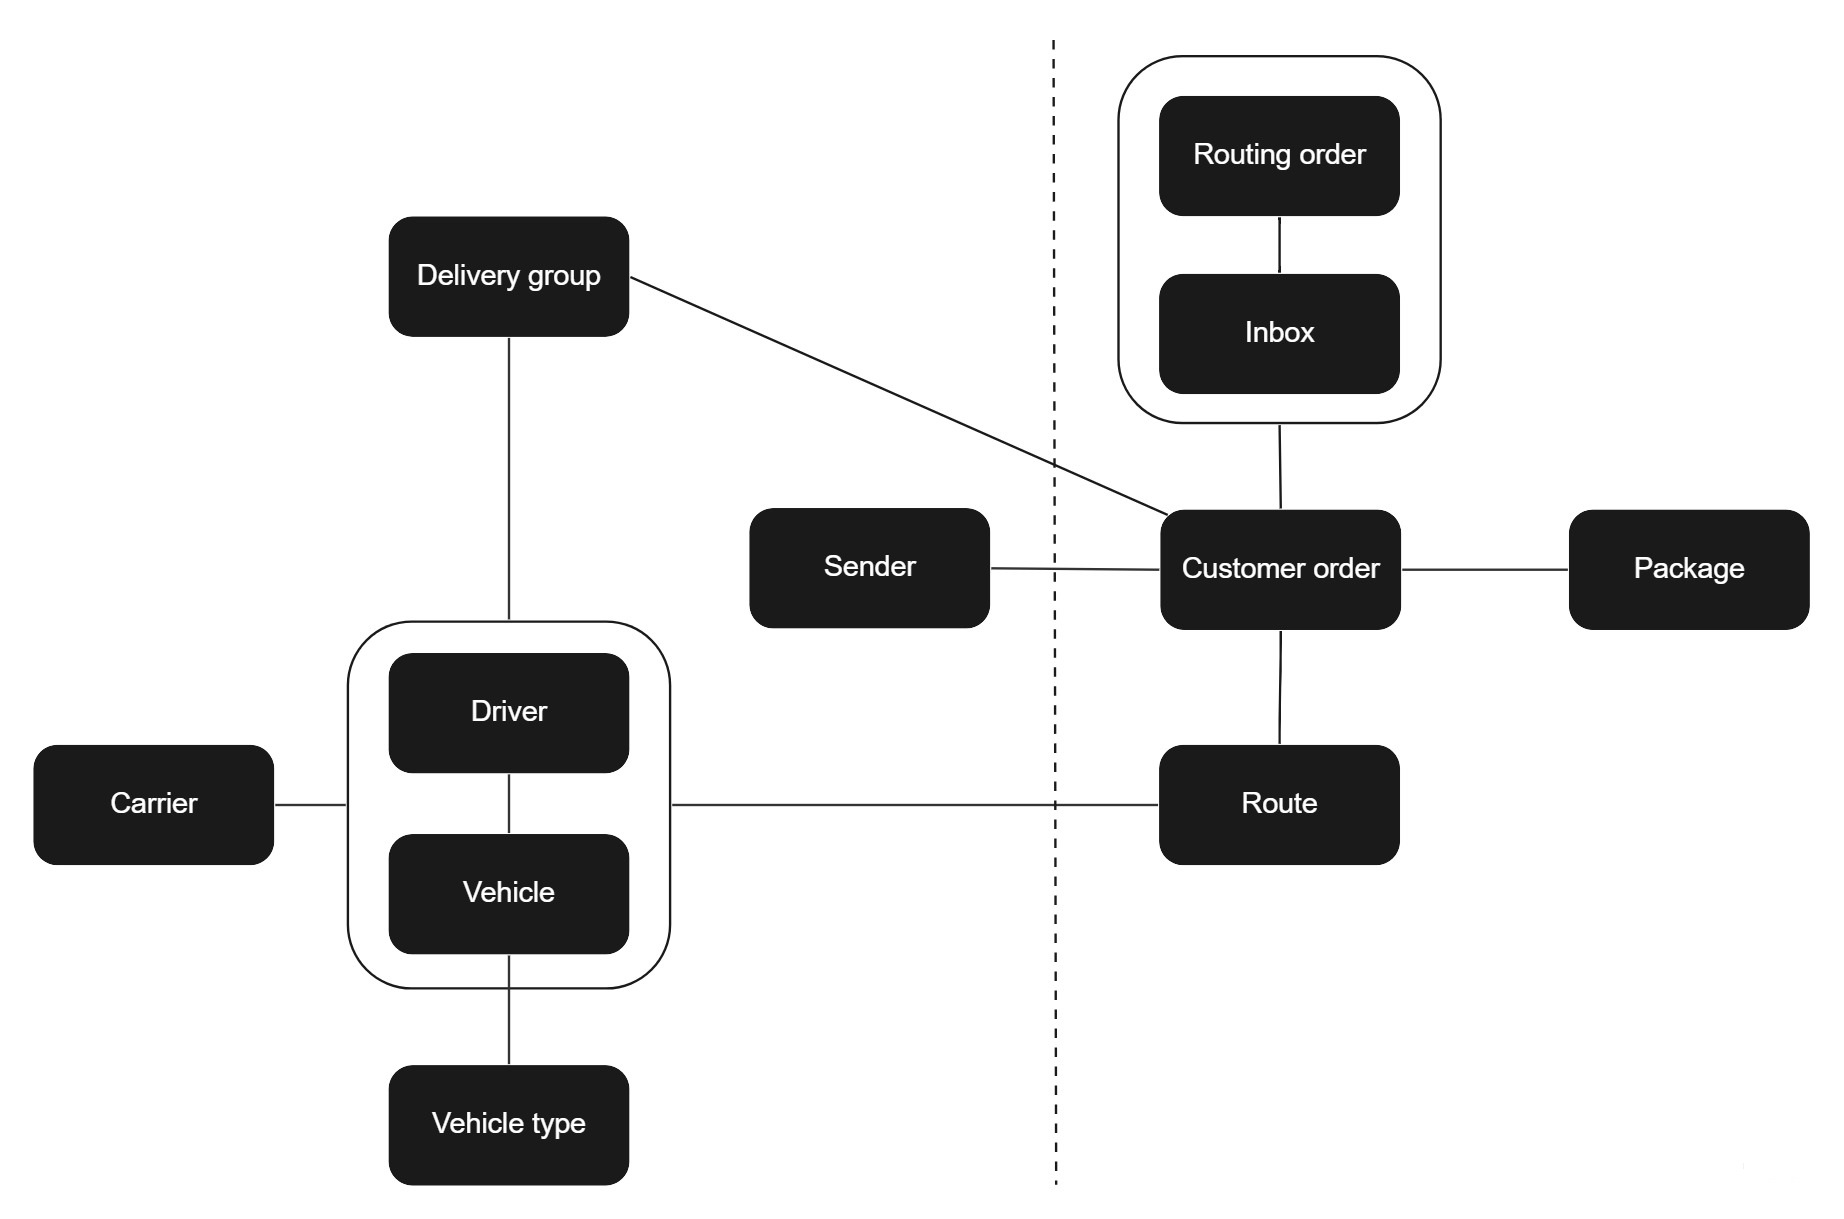 Routing order
Delivery group
Inbox
Sender
Customer order
Package
Driver
Carrier
Route
Vehicle
Vehicle type